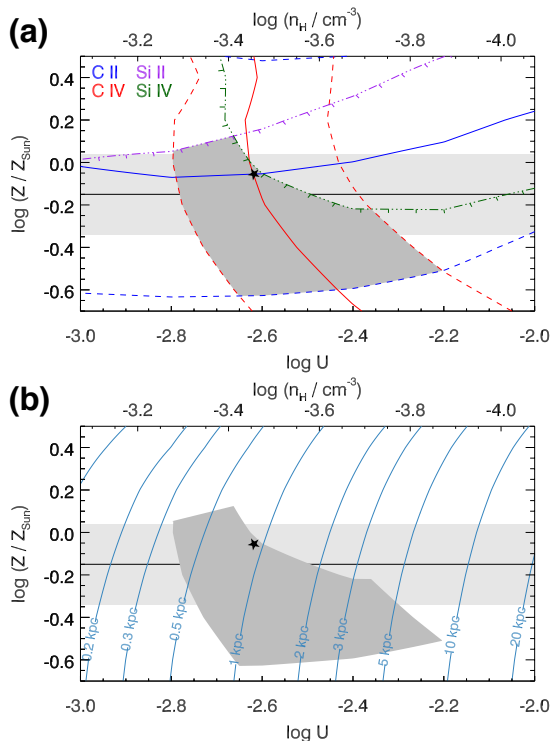 (a)
log (nH / cm-3)
-3.2 -3.4 -3.6 -3.8 -4.0
C II Si II
C IV Si IV
log (Z / ZSun)
0.4
0.2
0.0
-0.2
-0.4
-0.6
-3.0 -2.8 -2.6 -2.4 -2.2 -2.0
log U
(b)
log (nH / cm-3)
-3.2 -3.4 -3.6 -3.8 -4.0
log (Z / ZSun)
0.4
0.2
0.0
-0.2
-0.4
-0.6
0.2 kpc 0.3 kpc 0.5 kpc 1 kpc 2 kpc 3 kpc 5 kpc 10 kpc 20 kpc
-3.0 -2.8 -2.6 -2.4 -2.2 -2.0
log U